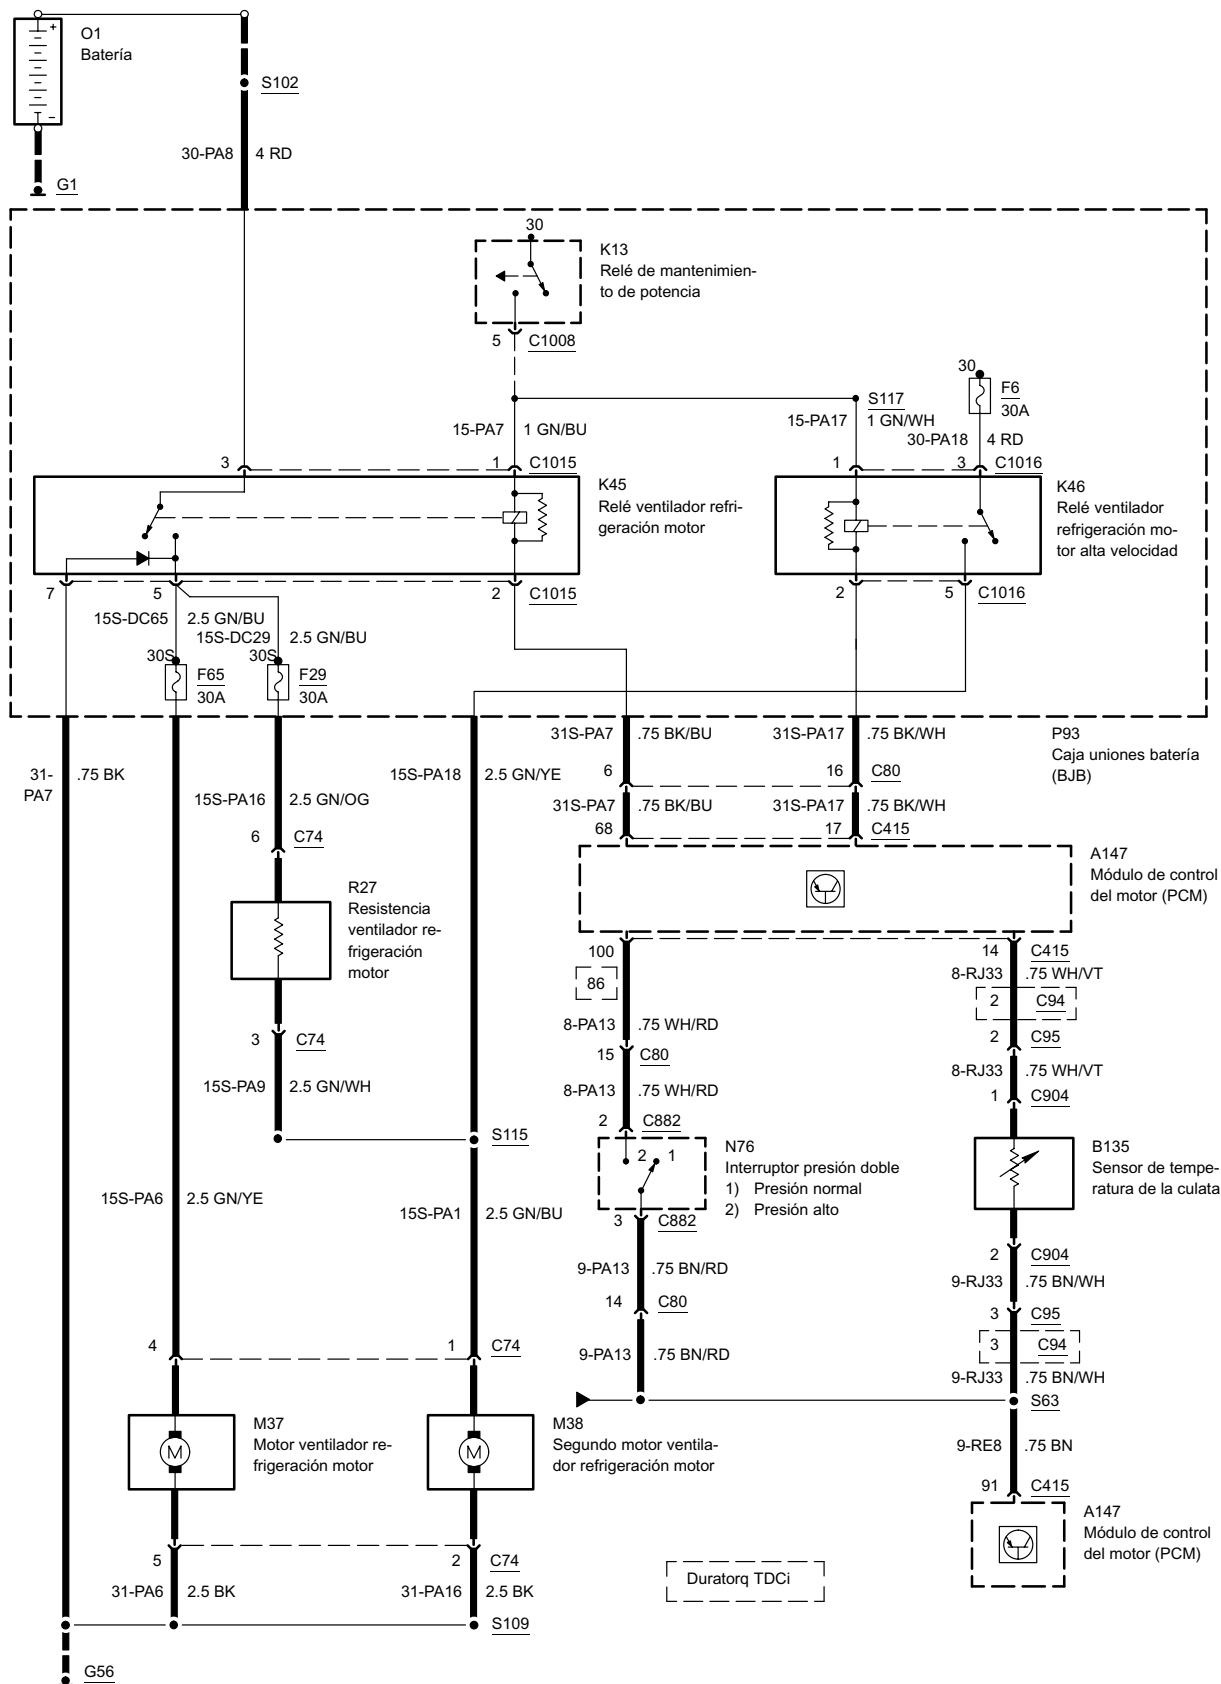 O1
Batería
S102
30-PA8 4 RD
G1
30
K13
Relé de mantenimien-
to de potencia
5 C1008
30
F6
30A
S117
15-PA7 1 GN/BU
15-PA17 1 GN/WH
30-PA18 4 RD
3 1 C1015
1 3 C1016
K45
Relé ventilador refri-
geración motor
K46
Relé ventilador
refrigeración mo-
tor alta velocidad
7 5 2 C1015
2 5 C1016
15S-DC65 2.5 GN/BU
15S-DC29 2.5 GN/BU
30S
F65
30A
30S
F29
30A
P93
Caja uniones batería
(BJB)
31S-PA7 .75 BK/BU
31S-PA17 .75 BK/WH
31-
PA7
.75 BK
15S-PA18 2.5 GN/YE
6 16 C80
15S-PA16 2.5 GN/OG
31S-PA7 .75 BK/BU
31S-PA17 .75 BK/WH
68 17 C415
6 C74
A147
Módulo de control
del motor (PCM)
R27
Resistencia
ventilador re-
frigeración
motor
100 14 C415
86
8-RJ33 .75 WH/VT
2 C94
8-PA13 .75 WH/RD
3 C74
2 C95
15 C80
8-RJ33 .75 WH/VT
15S-PA9 2.5 GN/WH
8-PA13 .75 WH/RD
1 C904
2 C882
S115
2 1
N76
Interruptor presión doble
1) Presión normal
2) Presión alto
B135
Sensor de tempe-
ratura de la culata
15S-PA6 2.5 GN/YE
15S-PA1 2.5 GN/BU
3 C882
2 C904
9-PA13 .75 BN/RD
9-RJ33 .75 BN/WH
14 C80
3 C95
4 1 C74
9-PA13 .75 BN/RD
3 C94
9-RJ33 .75 BN/WH
S63
M
M37
Motor ventilador re-
frigeración motor
M
M38
Segundo motor ventila-
dor refrigeración motor
9-RE8 .75 BN
91 C415
A147
Módulo de control
del motor (PCM)
5 2 C74
Duratorq TDCi
31-PA6 2.5 BK
31-PA16 2.5 BK
S109
G56